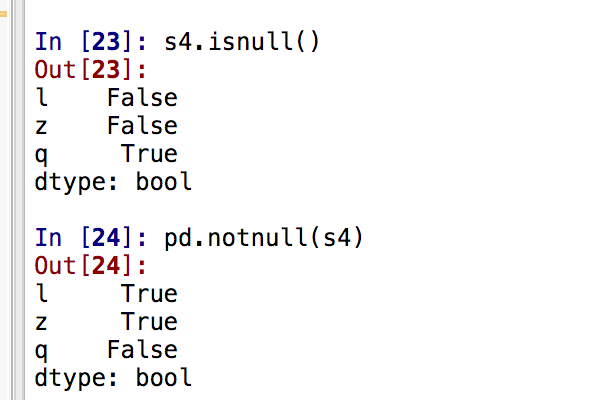 In [23]: s4.isnull()
Out[23]:
l    False
z    False
q     True
dtype: bool

In [24]: pd.notnull(s4)
Out[24]:
l     True
z     True
q    False
dtype: bool